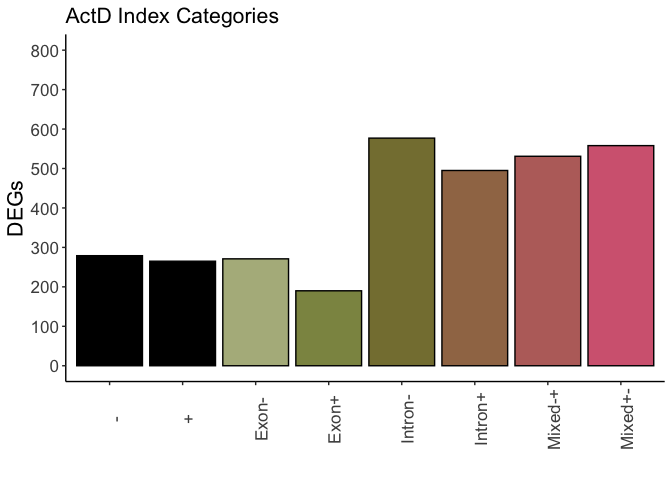 ActD Index Categories
DEGs
800
700
600
500
400
300
200
100
0
-
+
Exon-
Exon+
Intron-
Intron+
Mixed-+
Mixed+-